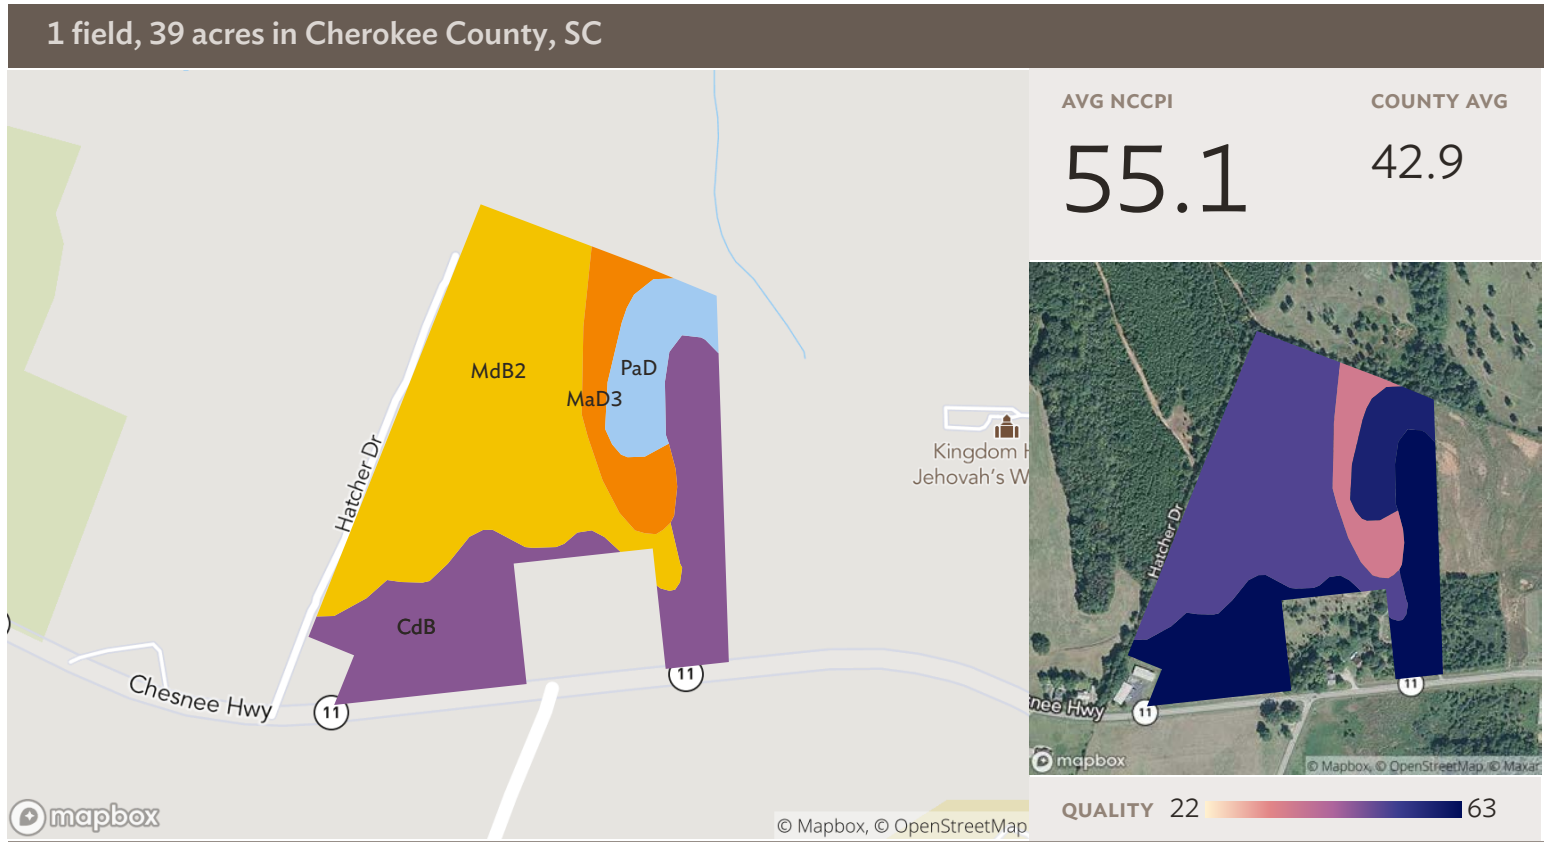 1 field, 39 acres in Cherokee County, SC
AVG NCCPI
COUNTY AVG
55.1
42.9
MdB2
PaD
MaD3
CdB
Hatcher Dr
Chesnee Hwy
11
11
Kingdom H
Jehovah's W
mapbox
© Mapbox, © OpenStreetMap
Hatcher Dr
nee Hwy
11
11
mapbox
© Mapbox, © OpenStreetMap, © Maxar
QUALITY 22 63